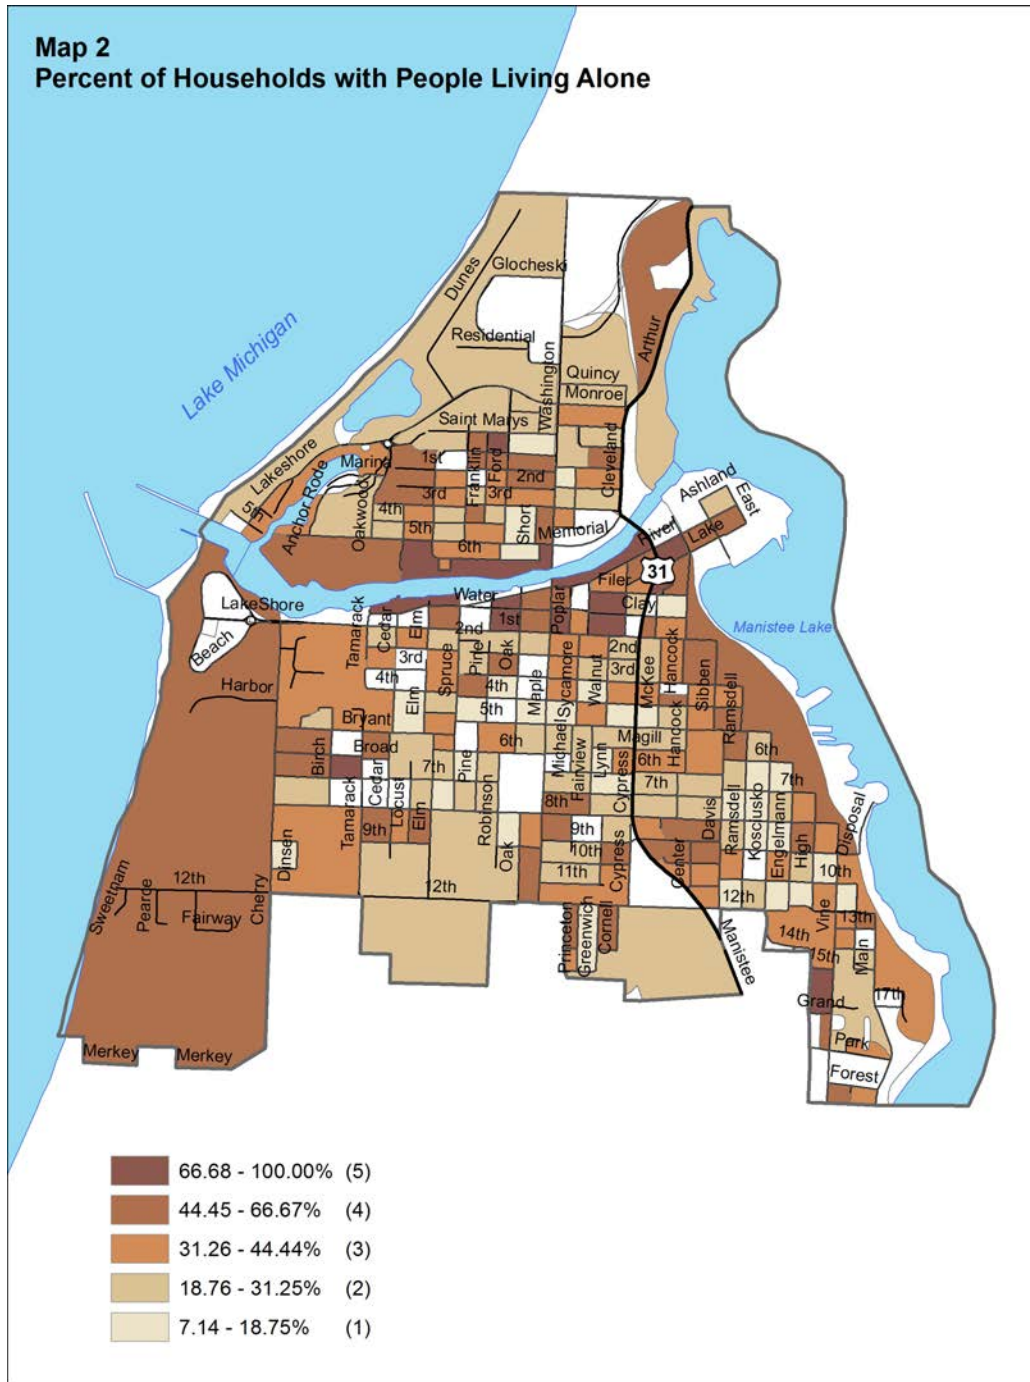 Map 2
Percent of Households with People Living Alone
Lake Michigan
Dunes
Glocheski
Residential
Washington
Arthur
Quincy
Monroe
Saint Marys
Cleveland
Lakeshore
5th
Anchor Rode
Marina
Oakwood
1st
Franklin
Ford
2nd
3rd
3rd
4th
5th
6th
Short
Memorial
Ashland
East
River
Lake
31
Filer
Clay
Water
LakeShore
Beach
Harbor
Tamarack
Cedar
Elm
2nd
1st
Poplar
3rd
4th
Elm
Spruce
Pine
Oak
4th
5th
Maple
Sycamore
Walnut
2nd
3rd
McKee
Hancock
Sibben
Ramsdell
Manistee Lake
Bryant
Birch
Broad
Cedar
Locust
7th
Pine
6th
Michael
Fairview
Lynn
Magill
Hancock
6th
6th
Cypress
7th
7th
Tamarack
9th
Elm
Robinson
Oak
8th
9th
10th
11th
Cypress
Davis
Center
Ramsdell
Kosciusko
Engelmann
High
Disposal
10th
Dinsen
12th
12th
12th
Sweetnam
Pearce
Fairway
Cherry
Princeton
Greenwich
Cornell
Manistee
Vine
13th
14th
15th
Main
Grand
17th
Park
Forest
Merkey
Merkey
66.68 - 100.00% (5)
44.45 - 66.67% (4)
31.26 - 44.44% (3)
18.76 - 31.25% (2)
7.14 - 18.75% (1)